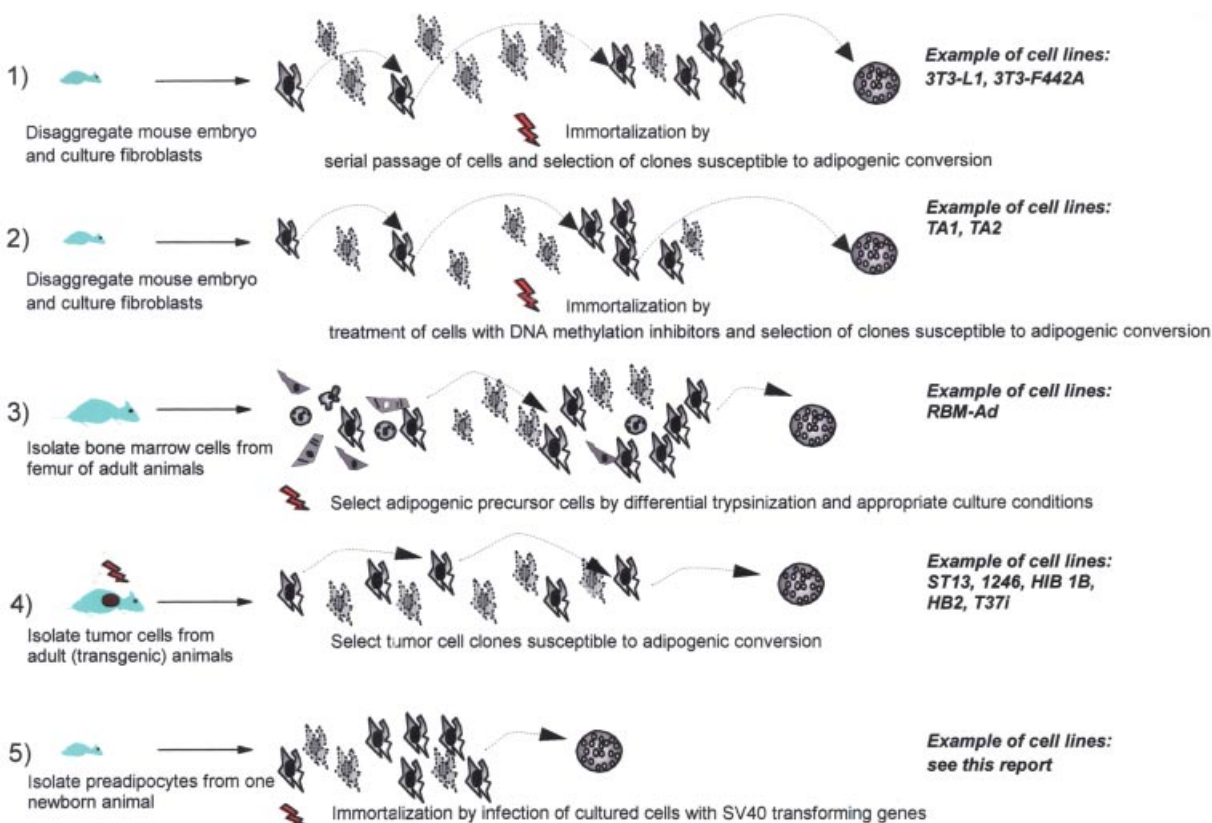 1)
Disaggregate mouse embryo
and culture fibroblasts
Immortalization by
serial passage of cells and selection of clones susceptible to adipogenic conversion
Example of cell lines:
3T3-L1, 3T3-F442A
2)
Disaggregate mouse embryo
and culture fibroblasts
Immortalization by
treatment of cells with DNA methylation inhibitors and selection of clones susceptible to adipogenic conversion
Example of cell lines:
TA1, TA2
3)
Isolate bone marrow cells from
femur of adult animals
Select adipogenic precursor cells by differential trypsinization and appropriate culture conditions
Example of cell lines:
RBM-Ad
4)
Isolate tumor cells from
adult (transgenic) animals
Select tumor cell clones susceptible to adipogenic conversion
Example of cell lines:
ST13, 1246, HIB 1B,
HB2, T37i
5)
Isolate preadipocytes from one
newborn animal
Immortalization by infection of cultured cells with SV40 transforming genes
Example of cell lines:
see this report